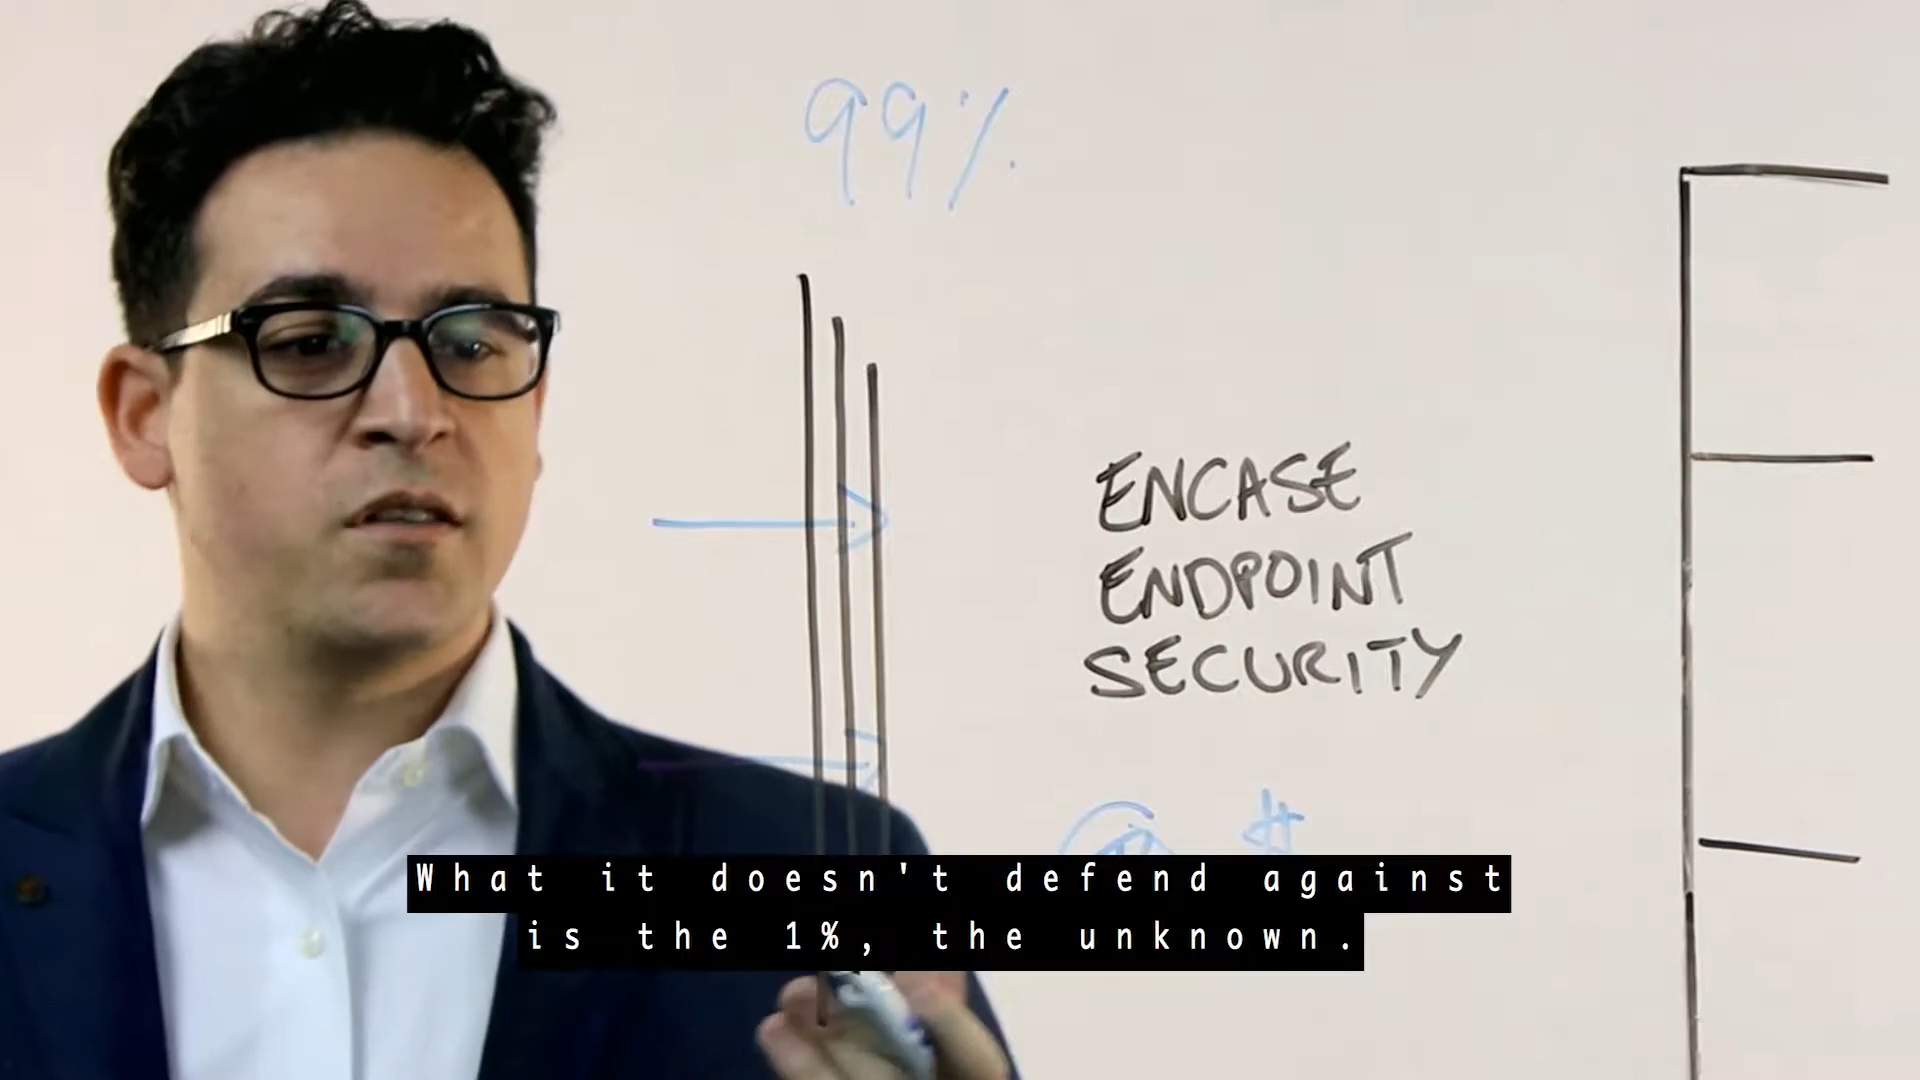 99%
ENCASE
ENDPOINT
SECURITY
#
What it doesn't defend against
is the 1%, the unknown.